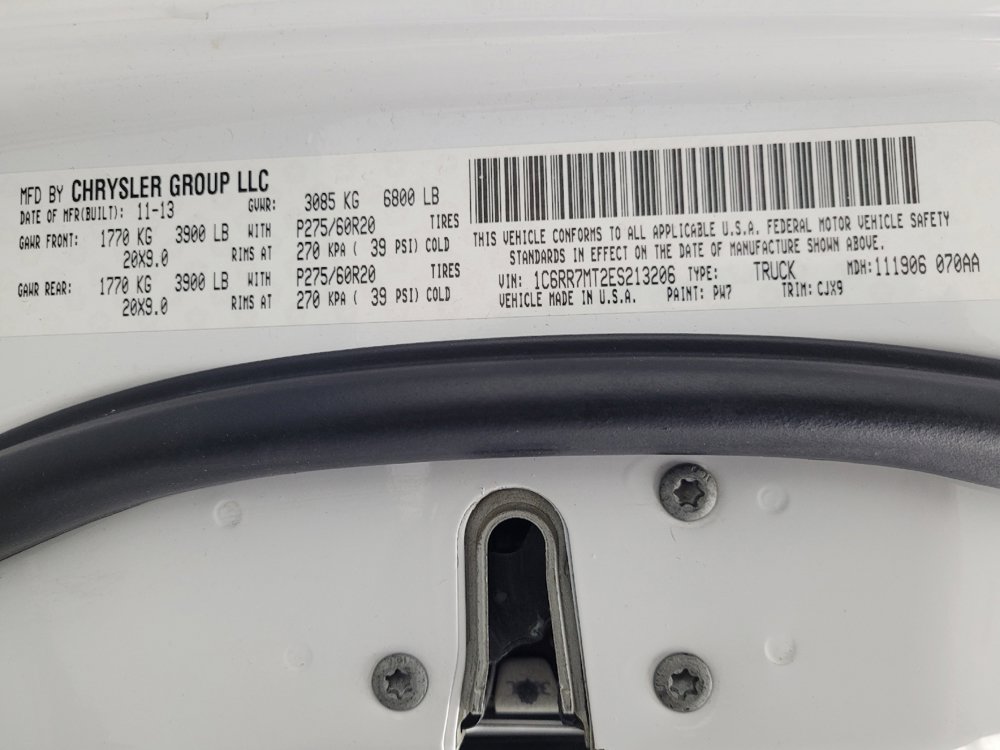 MFD BY CHRYSLER GROUP LLC
DATE OF MFR(BUILT): 11-13 GVWR: 3085 KG 6800 LB
GAWR FRONT: 1770 KG 3900 LB WITH P275/60R20 TIRES
20X9.0 RIMS AT 270 KPA ( 39 PSI) COLD
GAWR REAR: 1770 KG 3900 LB WITH P275/60R20 TIRES
20X9.0 RIMS AT 270 KPA ( 39 PSI) COLD
THIS VEHICLE CONFORMS TO ALL APPLICABLE U.S.A. FEDERAL MOTOR VEHICLE SAFETY
STANDARDS IN EFFECT ON THE DATE OF MANUFACTURE SHOWN ABOVE.
VIN: 1C6RR7MT2ES213206 TYPE: TRUCK MDH:111906 070AA
VEHICLE MADE IN U.S.A. PAINT: PW7 TRIM: CJX9